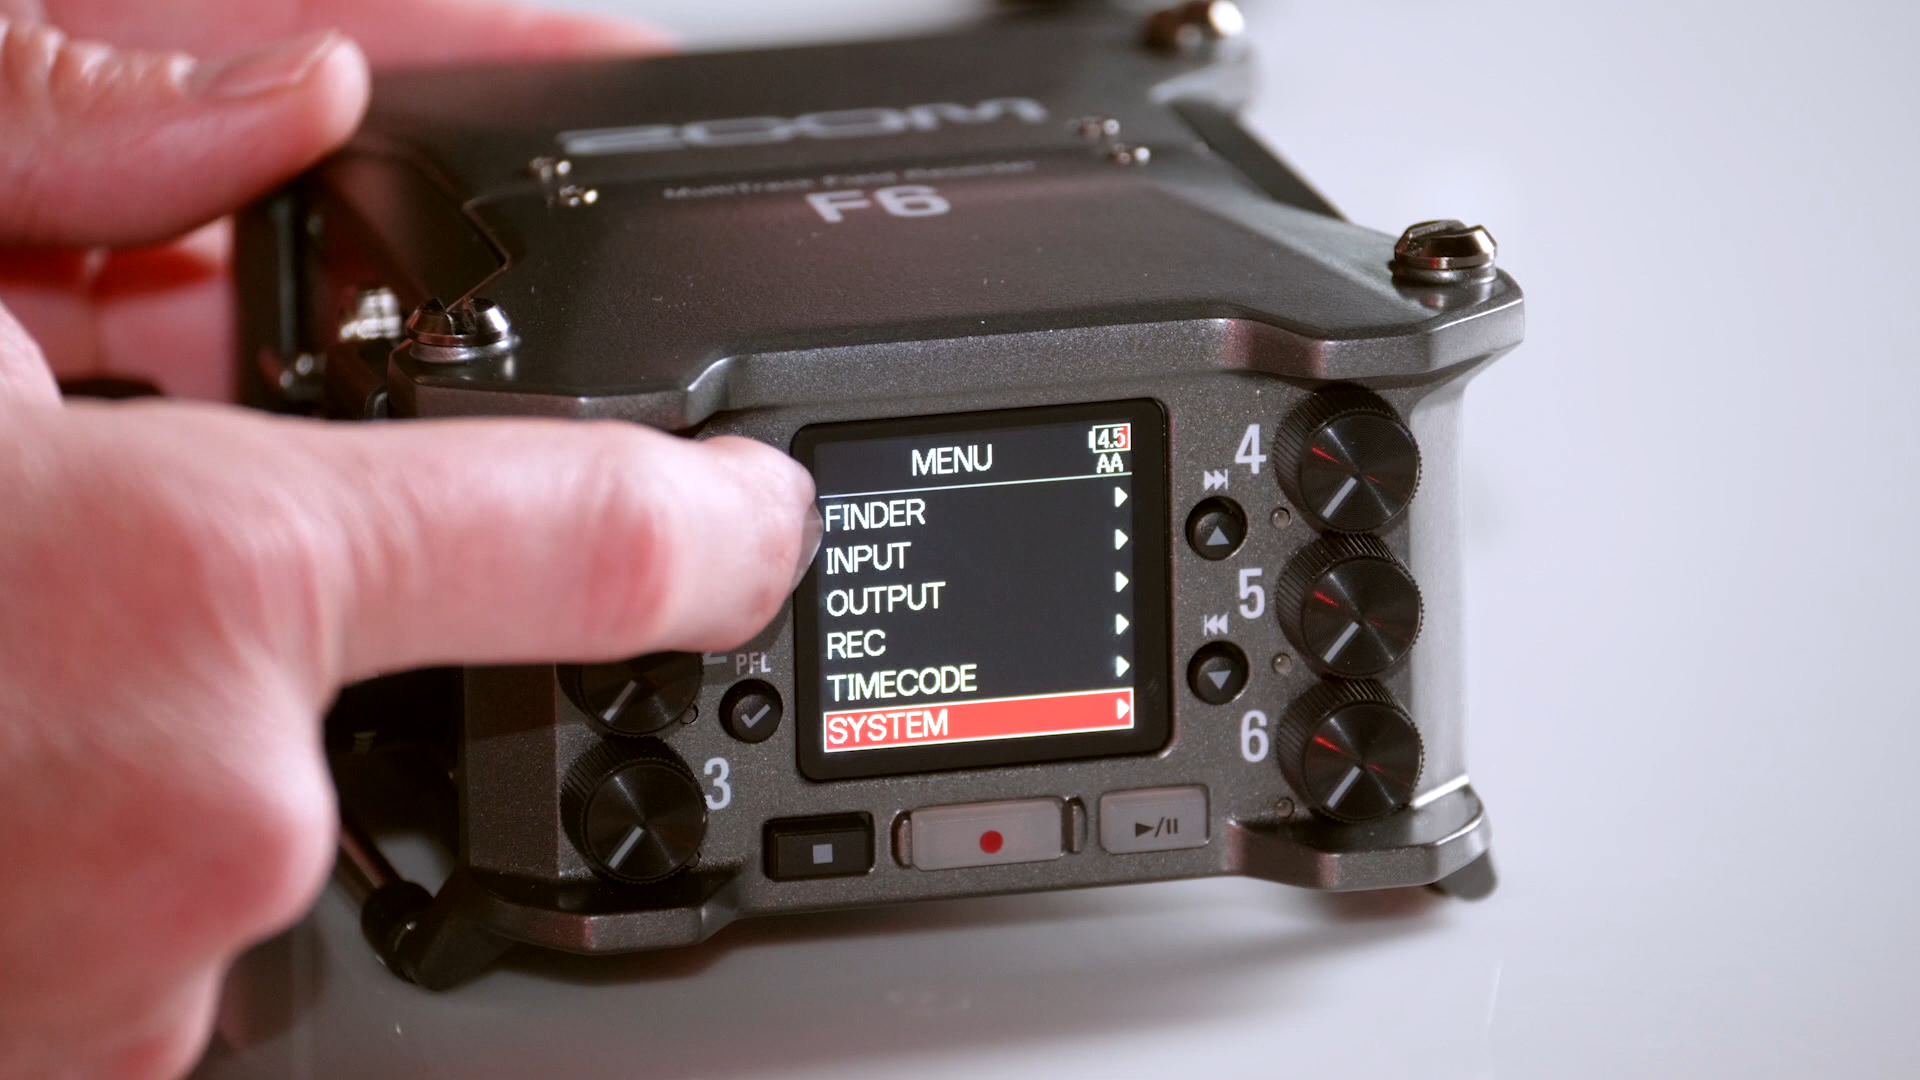 ZOOM
MultiTrack Field Recorder
F6
MENU
4.5
AA
FINDER
INPUT
OUTPUT
REC
TIMECODE
SYSTEM
4
5
6
2
PFL
3